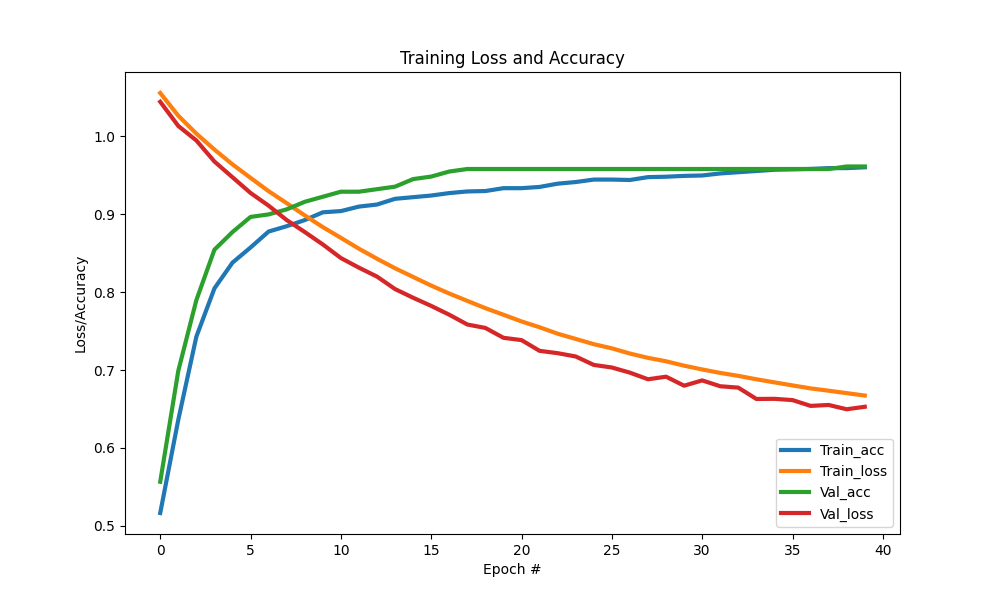 Training Loss and Accuracy
Loss/Accuracy
1.0
0.9
0.8
0.7
0.6
0.5
0 5 10 15 20 25 30 35 40
Epoch #
Train_acc
Train_loss
Val_acc
Val_loss